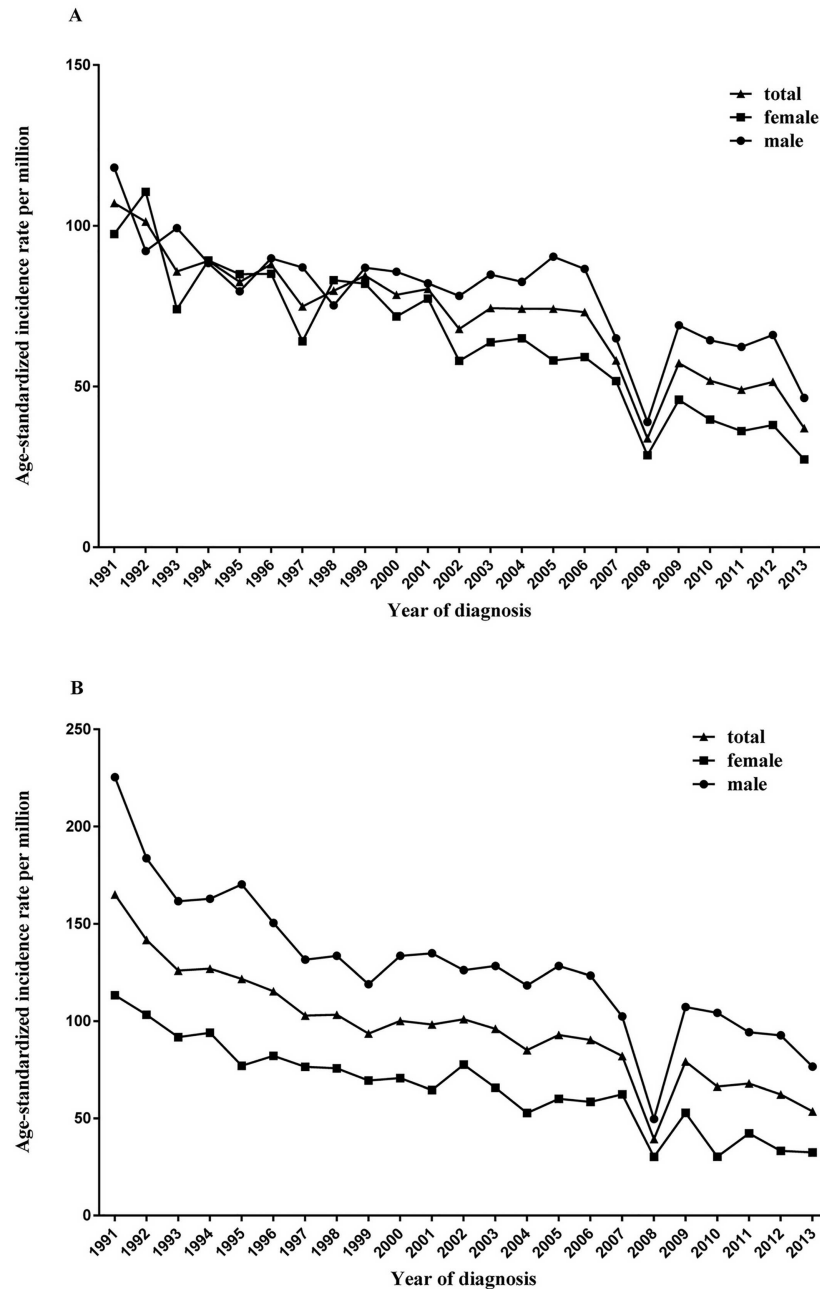 A
Age-standardized incidence rate per million
150
100
50
0
total
female
male
1991 1992 1993 1994 1995 1996 1997 1998 1999 2000 2001 2002 2003 2004 2005 2006 2007 2008 2009 2010 2011 2012 2013
Year of diagnosis
B
Age-standardized incidence rate per million
250
200
150
100
50
0
total
female
male
1991 1992 1993 1994 1995 1996 1997 1998 1999 2000 2001 2002 2003 2004 2005 2006 2007 2008 2009 2010 2011 2012 2013
Year of diagnosis